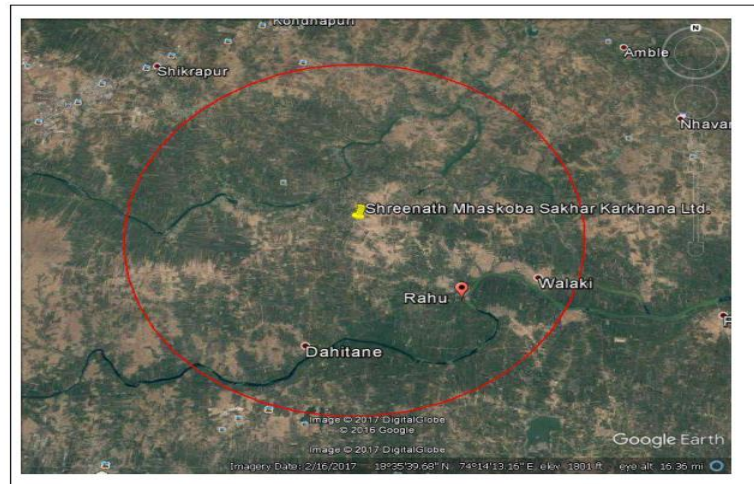 Kondhapuri
Shikrapur
Amble
N
Nhavar
Shreenath Mhaskoba Sakhar Karkhana Ltd.
Walaki
Rahu
Dahitane
Image © 2017 DigitalGlobe
© 2016 Google
Image © 2017 DigitalGlobe
Google Earth
Imagery Date: 2/16/2017 18°35'39.68" N 74°14'13.16" E elev 1801 ft eye alt 16.36 mi